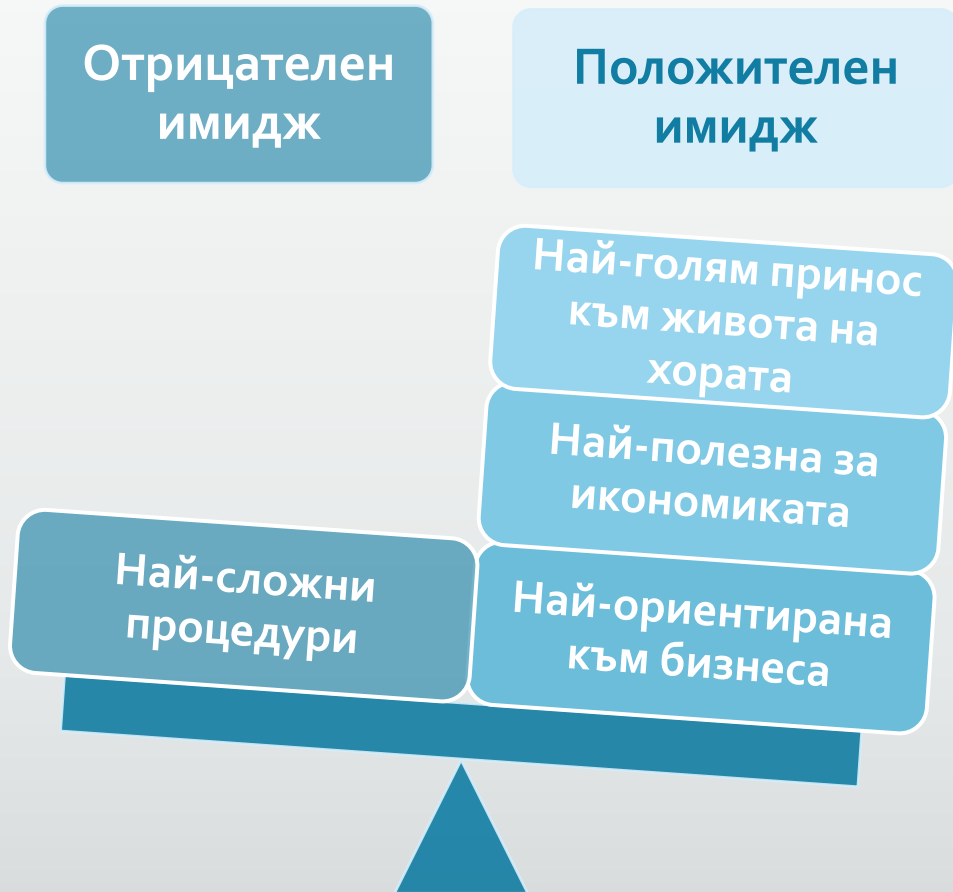 Отрицателен
имидж
Положителен
имидж
Най-голям принос
към живота на
хората
Най-полезна за
икономиката
Най-сложни
процедури
Най-ориентирана
към бизнеса